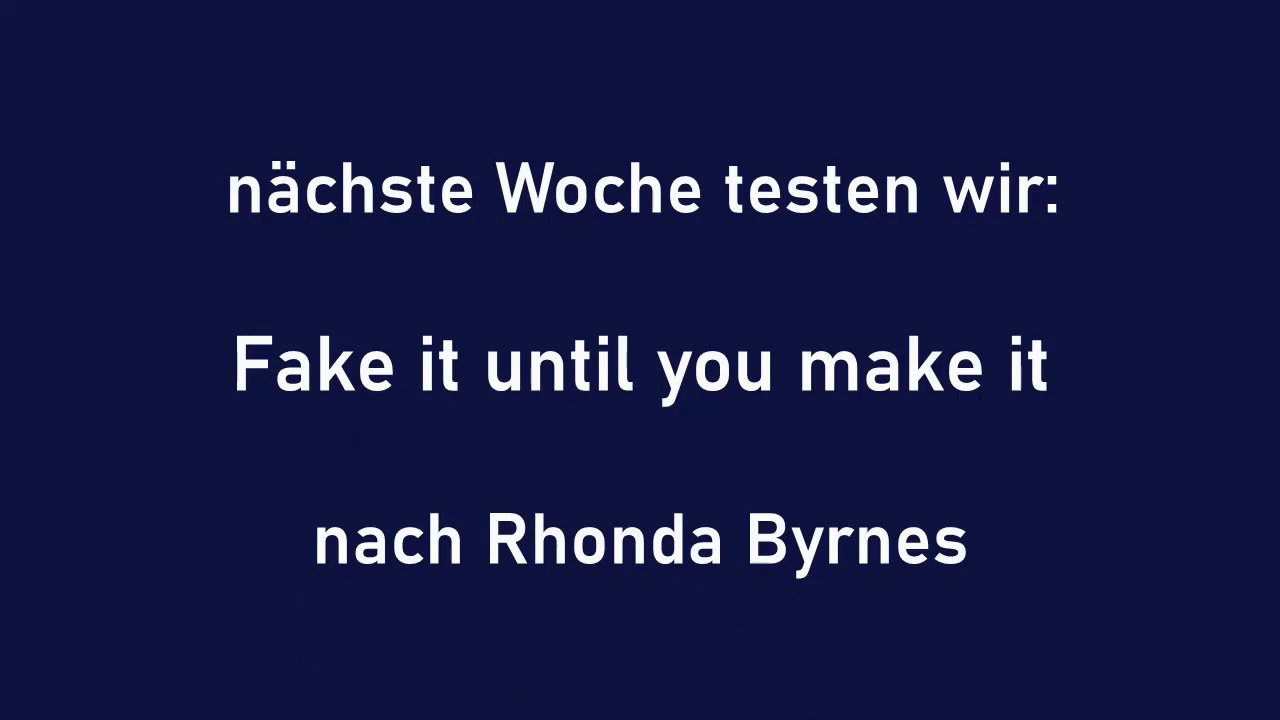 nächste Woche testen wir:
Fake it until you make it
nach Rhonda Byrnes